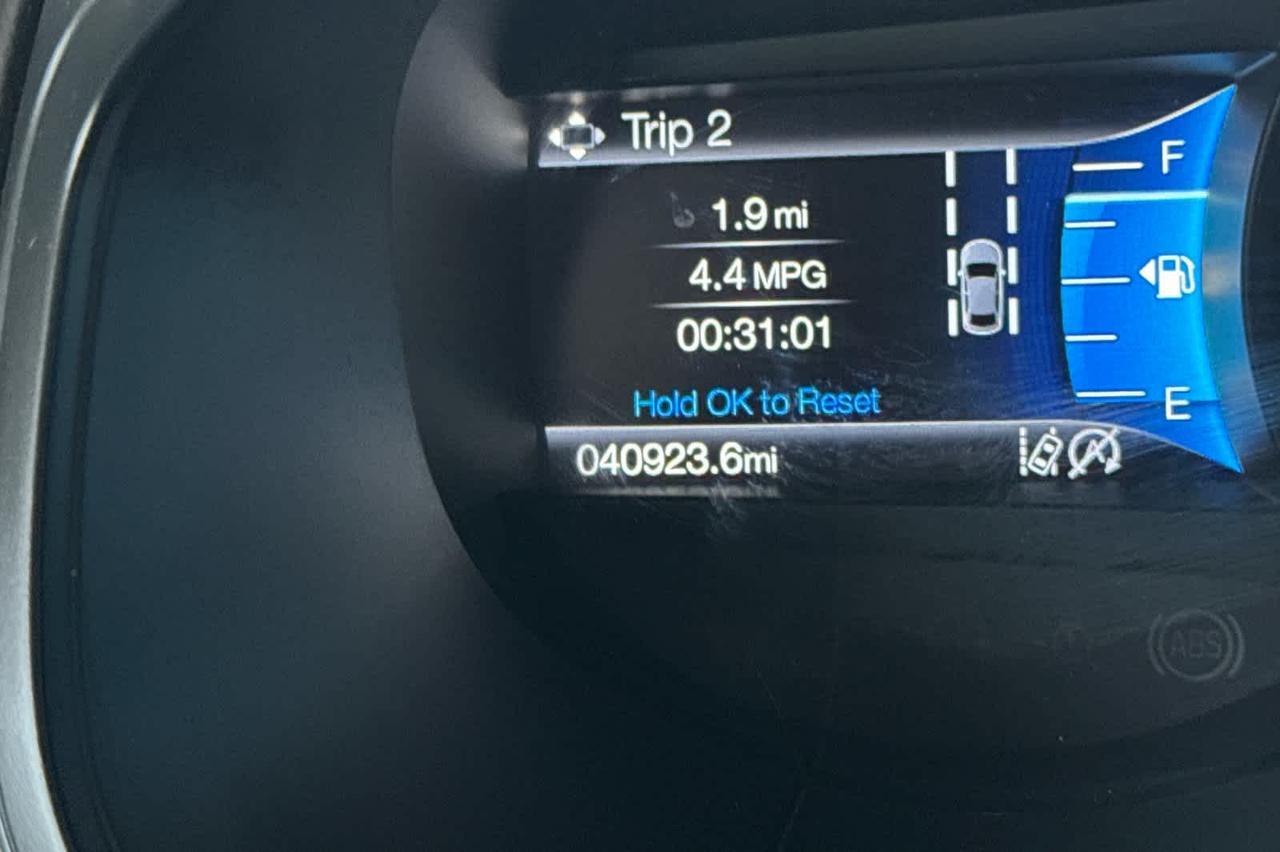 Trip 2
F
1.9 mi
4.4 MPG
00:31:01
Hold OK to Reset
E
040923.6mi
A
ABS